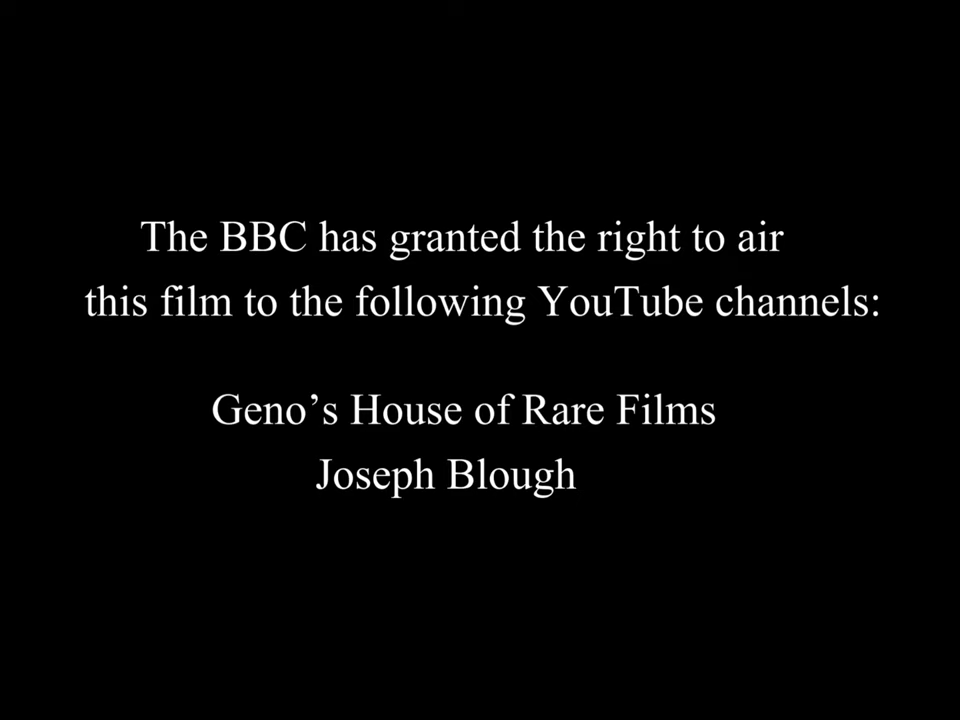 The BBC has granted the right to air
this film to the following YouTube channels:
Geno’s House of Rare Films
Joseph Blough